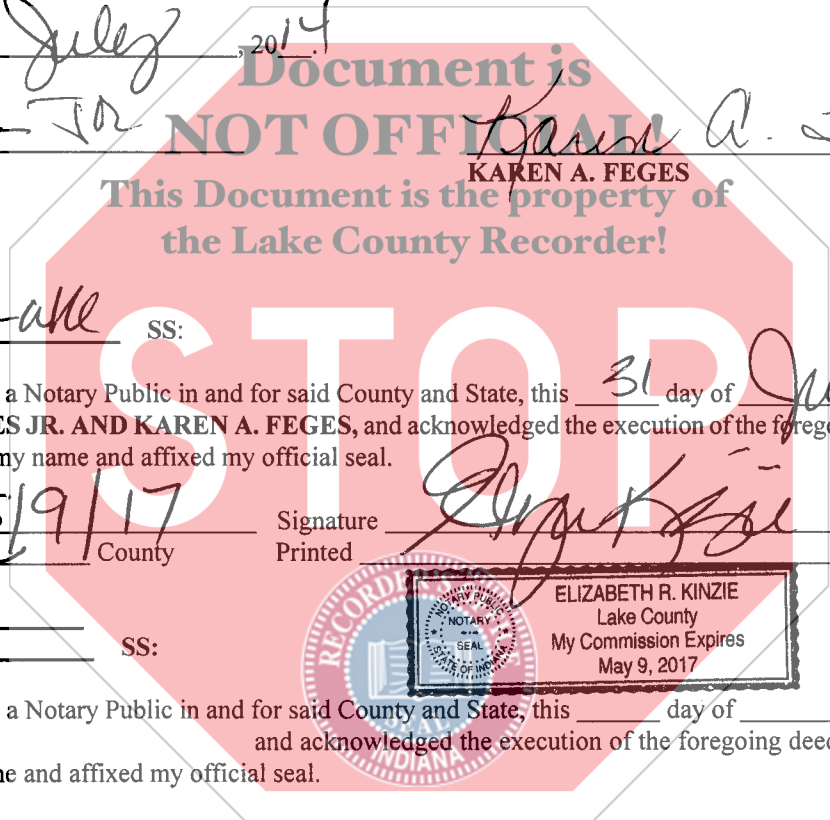 July, 2014.
Document is
NOT OFFICIAL!
JR
Karen A.
KAREN A. FEGES
This Document is the property of
the Lake County Recorder!
SS:
a Notary Public in and for said County and State, this 31 day of
ES JR. AND KAREN A. FEGES, and acknowledged the execution of the forego
my name and affixed my official seal.
/9/17
Signature
County
Printed
ELIZABETH R. KINZIE
Lake County
My Commission Expires
May 9, 2017
NOTARY PUBLIC
NOTARY
SEAL
STATE OF INDIANA
STOP
RECORDER'S
SEAL
INDIANA
SS:
a Notary Public in and for said County and State, this day of
and acknowledged the execution of the foregoing deed
and affixed my official seal.